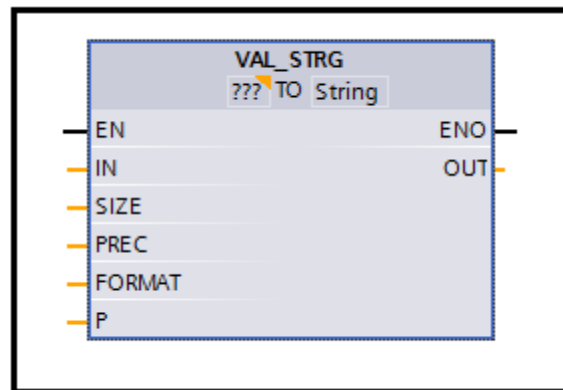 VAL_STRG
??? TO String
EN ENO
IN OUT
SIZE
PREC
FORMAT
P